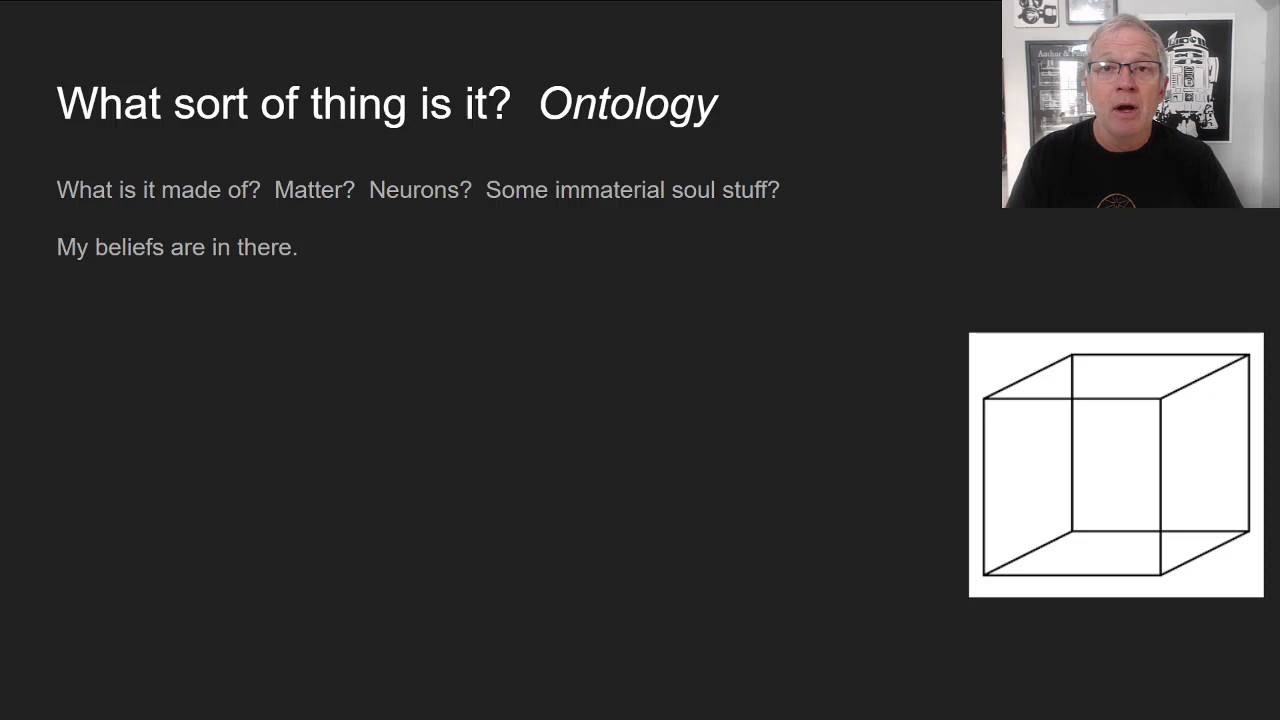 What sort of thing is it? Ontology
What is it made of? Matter? Neurons? Some immaterial soul stuff?
My beliefs are in there.